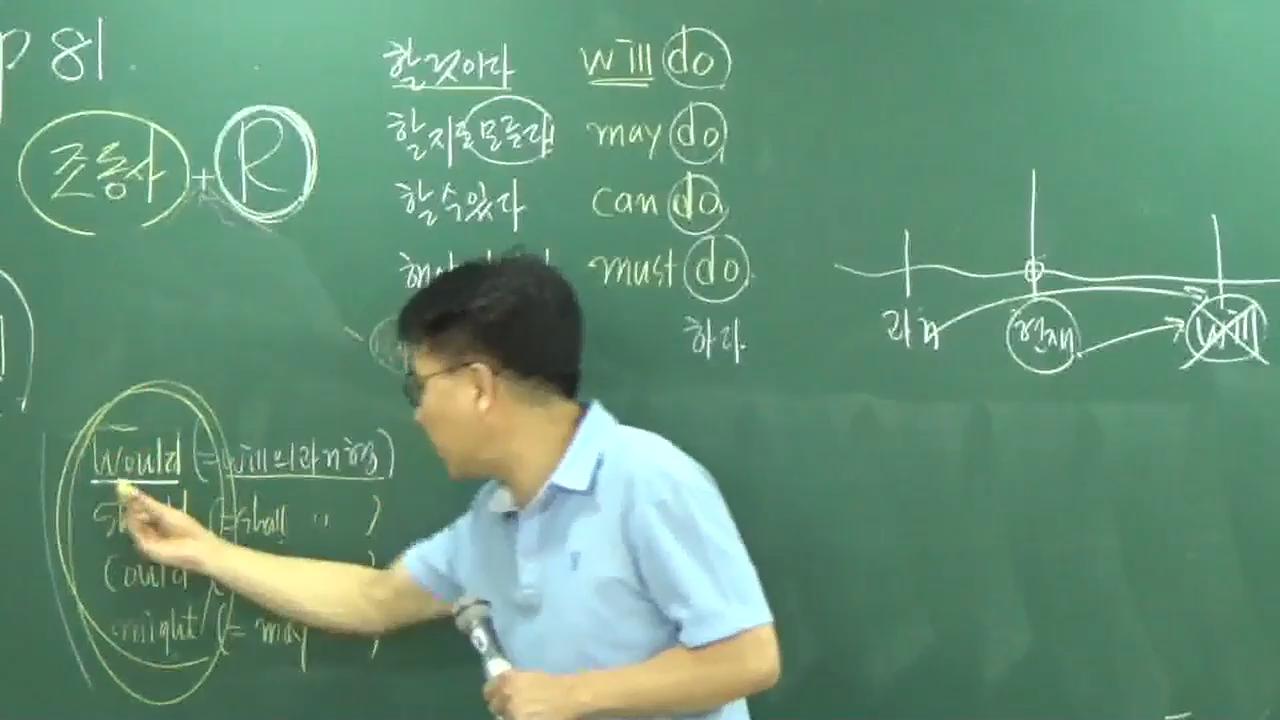 p 81
조동사 + R
할것이다 will do
할지도모른다 may do
할수있다 can do
must do
하라
과거 현재 will
would (=will의과거형)
should (=shall 〃 )
could (
might (= may )